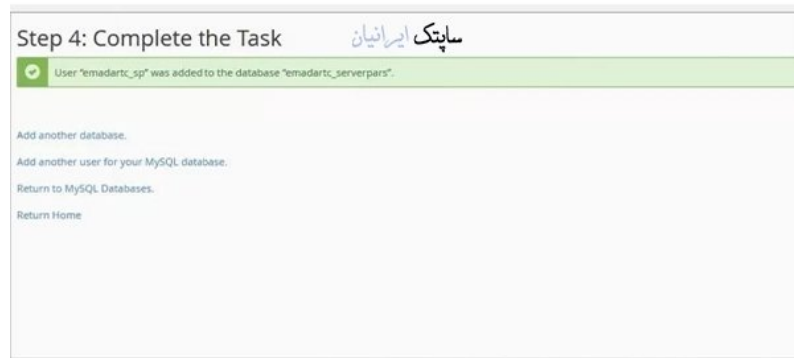 Step 4: Complete the Task
ساپتک ایرانیان
User "emadartc_sp" was added to the database "emadartc_serverpars".
Add another database.
Add another user for your MySQL database.
Return to MySQL Databases.
Return Home